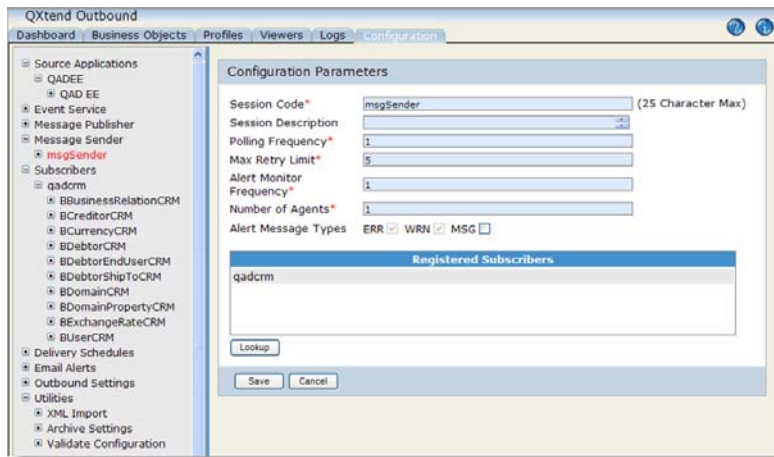 QXtend Outbound
Dashboard Business Objects Profiles Viewers Logs Configuration
Source Applications
QADEE
QAD EE
Event Service
Message Publisher
Message Sender
msgSender
Subscribers
qadcrm
BBusinessRelationCRM
BCreditorCRM
BCurrencyCRM
BDebtorCRM
BDebtorEndUserCRM
BDebtorShipToCRM
BDomainCRM
BDomainPropertyCRM
BExchangeRateCRM
BUserCRM
Delivery Schedules
Email Alerts
Outbound Settings
Utilities
XML Import
Archive Settings
Validate Configuration
Configuration Parameters
Session Code* msgSender (25 Character Max)
Session Description
Polling Frequency* 1
Max Retry Limit* 5
Alert Monitor
Frequency* 1
Number of Agents* 1
Alert Message Types ERR WRN MSG
Registered Subscribers
qadcrm
Lookup
Save Cancel